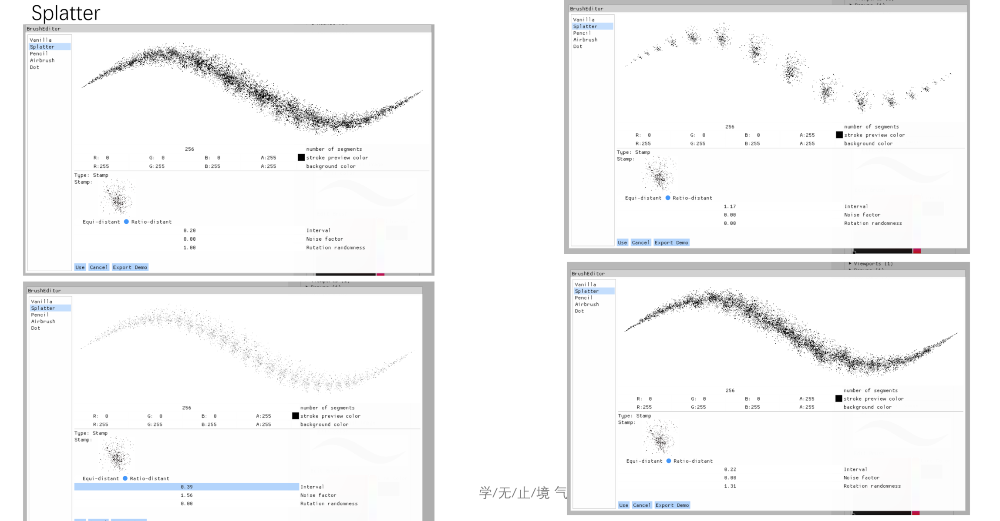 Splatter
BrushEditor
Vanilla
Splatter
Pencil
Airbrush
Dot
256 number of segments
R: 0 G: 0 B: 0 A:255 stroke preview color
R:255 G:255 B:255 A:255 background color
Type: Stamp
Stamp:
Equi-distant Ratio-distant
0.20 Interval
0.00 Noise factor
1.00 Rotation randomness
Use Cancel Export Demo
BrushEditor
Vanilla
Splatter
Pencil
Airbrush
Dot
256 number of segments
R: 0 G: 0 B: 0 A:255 stroke preview color
R:255 G:255 B:255 A:255 background color
Type: Stamp
Stamp:
Equi-distant Ratio-distant
1.17 Interval
0.00 Noise factor
0.00 Rotation randomness
Use Cancel Export Demo
BrushEditor
Vanilla
Splatter
Pencil
Airbrush
Dot
256 number of segments
R: 0 G: 0 B: 0 A:255 stroke preview color
R:255 G:255 B:255 A:255 background color
Type: Stamp
Stamp:
Equi-distant Ratio-distant
0.39 Interval
1.56 Noise factor
0.00 Rotation randomness
学/无/止/境 气
Viewports (1)
BrushEditor
Vanilla
Splatter
Pencil
Airbrush
Dot
256 number of segments
R: 0 G: 0 B: 0 A:255 stroke preview color
R:255 G:255 B:255 A:255 background color
Type: Stamp
Stamp:
Equi-distant Ratio-distant
0.22 Interval
0.00 Noise factor
1.31 Rotation randomness
Use Cancel Export Demo